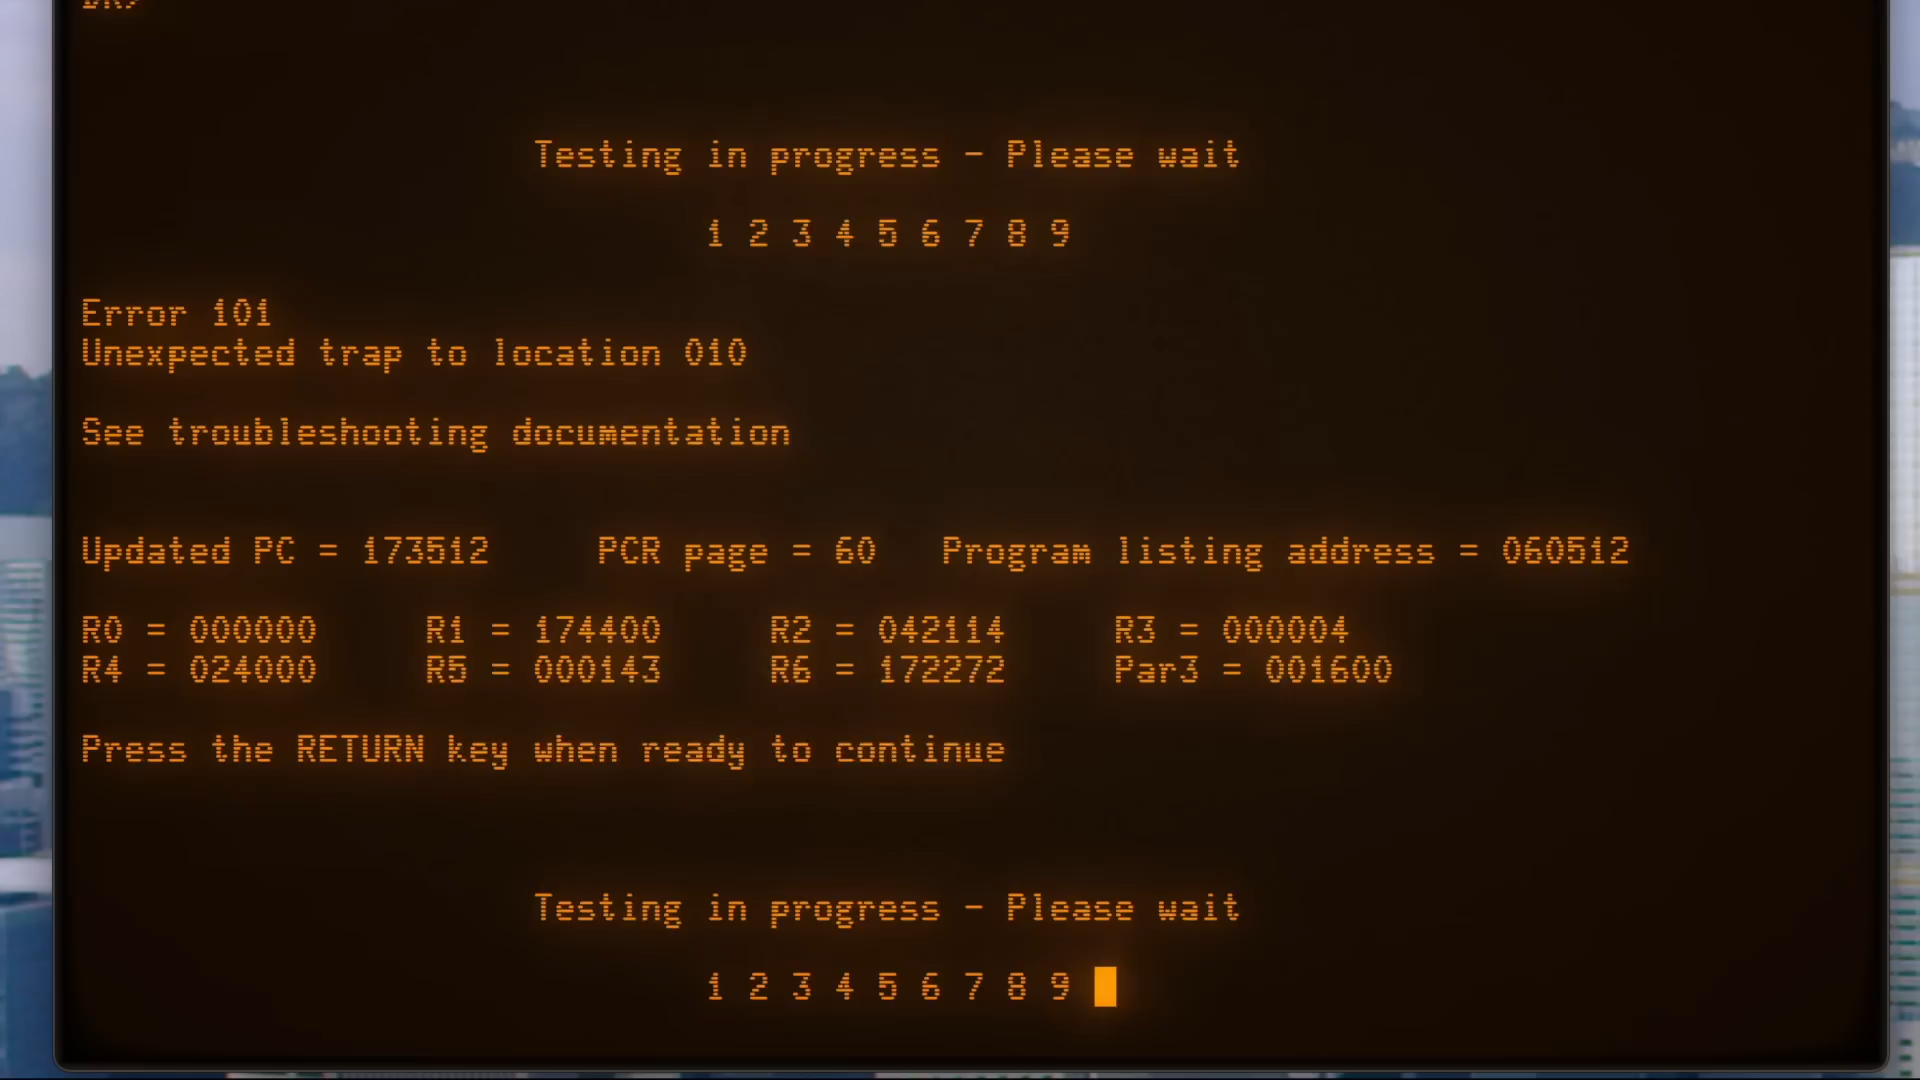 Testing in progress - Please wait
1 2 3 4 5 6 7 8 9
Error 101
Unexpected trap to location 010
See troubleshooting documentation
Updated PC = 173512     PCR page = 60   Program listing address = 060512
R0 = 000000     R1 = 174400     R2 = 042114     R3 = 000004
R4 = 024000     R5 = 000143     R6 = 172272     Par3 = 001600
Press the RETURN key when ready to continue
Testing in progress - Please wait
1 2 3 4 5 6 7 8 9